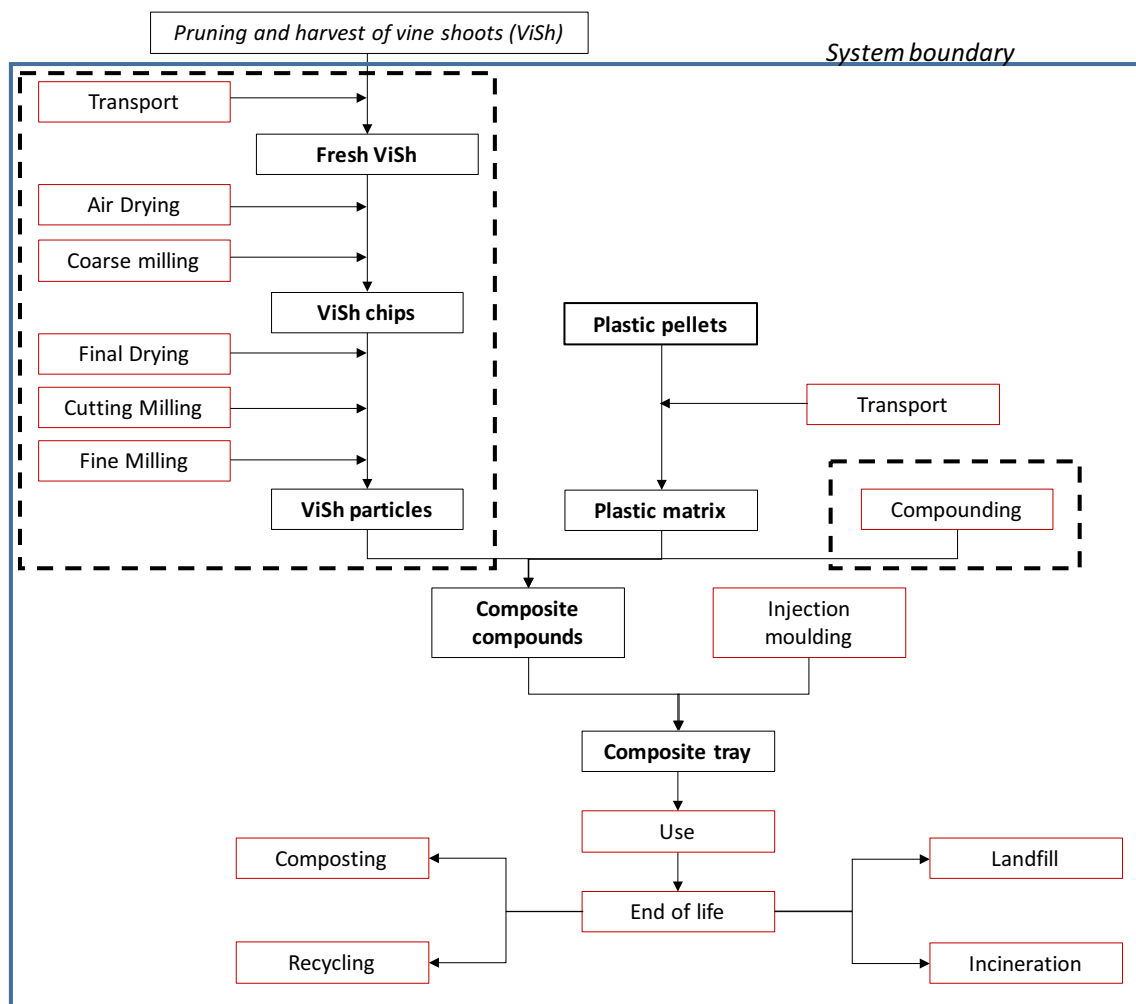 Pruning and harvest of vine shoots (ViSh)
System boundary
Transport
Fresh ViSh
Air Drying
Coarse milling
ViSh chips
Plastic pellets
Final Drying
Cutting Milling
Transport
Fine Milling
ViSh particles
Plastic matrix
Compounding
Composite
compounds
Injection
moulding
Composite tray
Use
Composting
Landfill
End of life
Recycling
Incineration